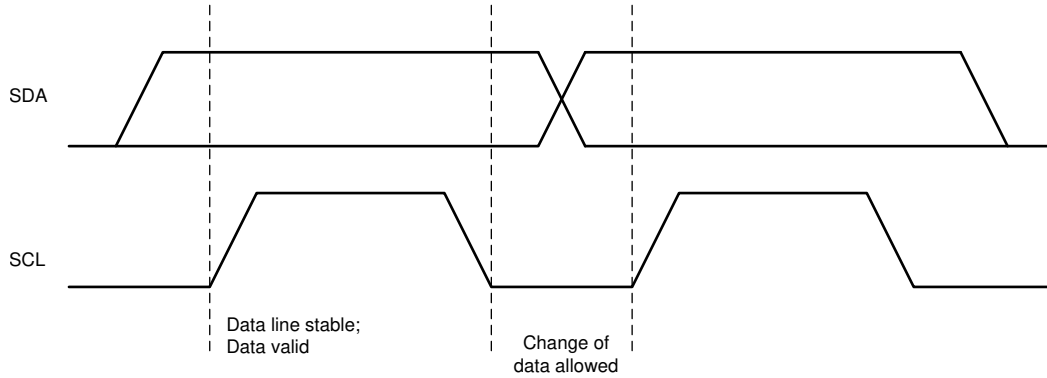 SDA
SCL
Data line stable;
Data valid
Change of
data allowed